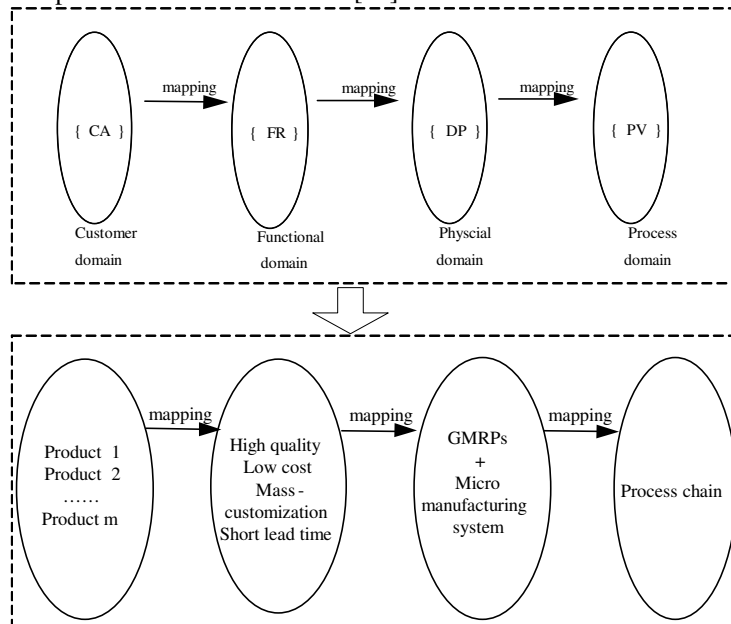 mapping
mapping
mapping
{ CA }
{ FR }
{ DP }
{ PV }
Customer
domain
Functional
domain
Physcial
domain
Process
domain
mapping
mapping
mapping
Product 1
Product 2
……
Product m
High quality
Low cost
Mass-
customization
Short lead time
GMRPs
+
Micro
manufacturing
system
Process chain